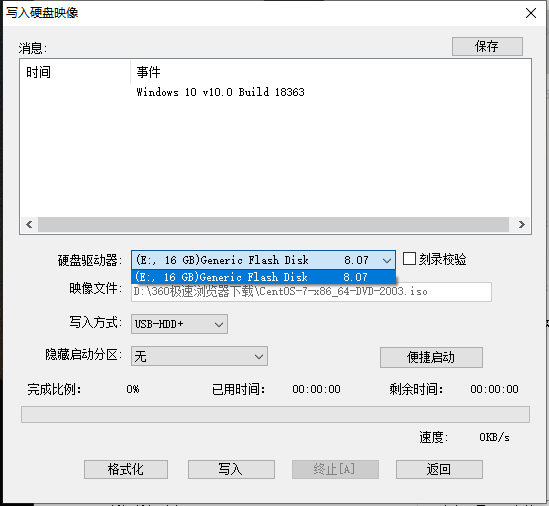 写入硬盘映像
消息:
保存
时间 事件
Windows 10 v10.0 Build 18363
硬盘驱动器: (E:, 16 GB)Generic Flash Disk 8.07 刻录校验
(E:, 16 GB)Generic Flash Disk 8.07
映像文件: D:\360极速浏览器下载\CentOS-7-x86_64-DVD-2003.iso
写入方式: USB-HDD+
隐藏启动分区: 无 便捷启动
完成比例: 0% 已用时间: 00:00:00 剩余时间: 00:00:00
速度: 0KB/s
格式化 写入 终止[A] 返回